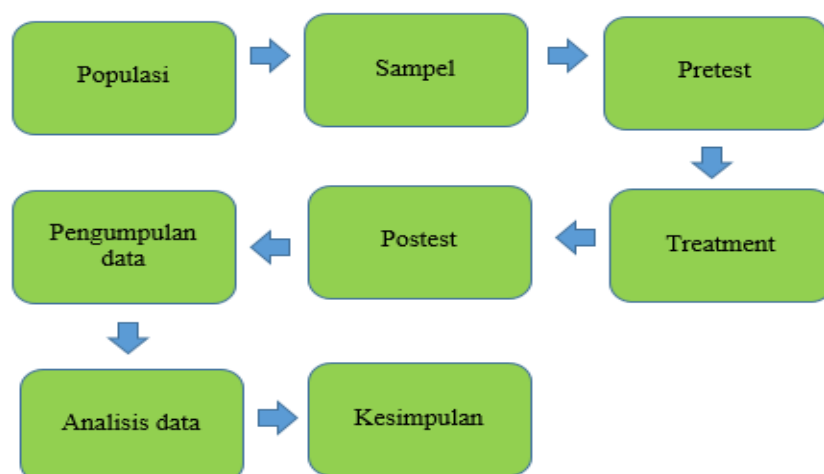 Populasi
Sampel
Pretest
Treatment
Postest
Pengumpulan
data
Analisis data
Kesimpulan